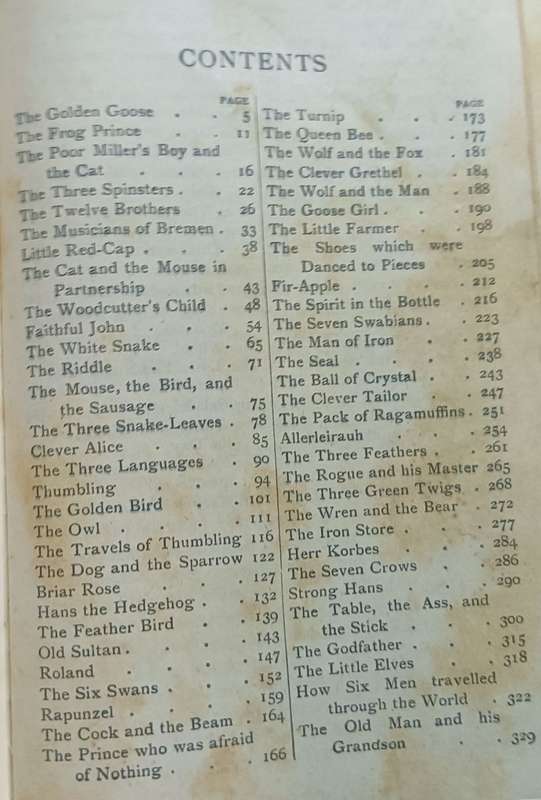 CONTENTS
PAGE
The Golden Goose . . 5
The Frog Prince . . 11
The Poor Miller's Boy and
the Cat . . . 16
The Three Spinsters . . 22
The Twelve Brothers . 26
The Musicians of Bremen . 33
Little Red-Cap . . . 38
The Cat and the Mouse in
Partnership . . 43
The Woodcutter's Child . 48
Faithful John . . . 54
The White Snake . . 65
The Riddle . . . 71
The Mouse, the Bird, and
the Sausage . . 75
The Three Snake-Leaves . 78
Clever Alice . . . 85
The Three Languages . 90
Thumbling . . . 94
The Golden Bird . . 101
The Owl . . . . 111
The Travels of Thumbling 116
The Dog and the Sparrow 122
Briar Rose . . . 127
Hans the Hedgehog . . 132
The Feather Bird . . 139
Old Sultan . . . . 143
Roland . . . . 147
The Six Swans . . . 152
Rapunzel . . . . 159
The Cock and the Beam . 164
The Prince who was afraid
of Nothing . . . 166
PAGE
The Turnip . . . 173
The Queen Bee . . . 177
The Wolf and the Fox . 181
The Clever Grethel . . 184
The Wolf and the Man . 188
The Goose Girl . . . 190
The Little Farmer . . 198
The Shoes which were
Danced to Pieces . 205
Fir-Apple . . . . 212
The Spirit in the Bottle . 216
The Seven Swabians . . 223
The Man of Iron . . 227
The Seal . . . . 238
The Ball of Crystal . . 243
The Clever Tailor . . 247
The Pack of Ragamuffins . 251
Allerleirauh . . . 254
The Three Feathers . . 261
The Rogue and his Master 265
The Three Green Twigs . 268
The Wren and the Bear . 272
The Iron Store . . . 277
Herr Korbes . . . 284
The Seven Crows . . 286
Strong Hans . . . 290
The Table, the Ass, and
the Stick . . . 300
The Godfather . . . 315
The Little Elves . . 318
How Six Men travelled
through the World . 322
The Old Man and his
Grandson . . 329